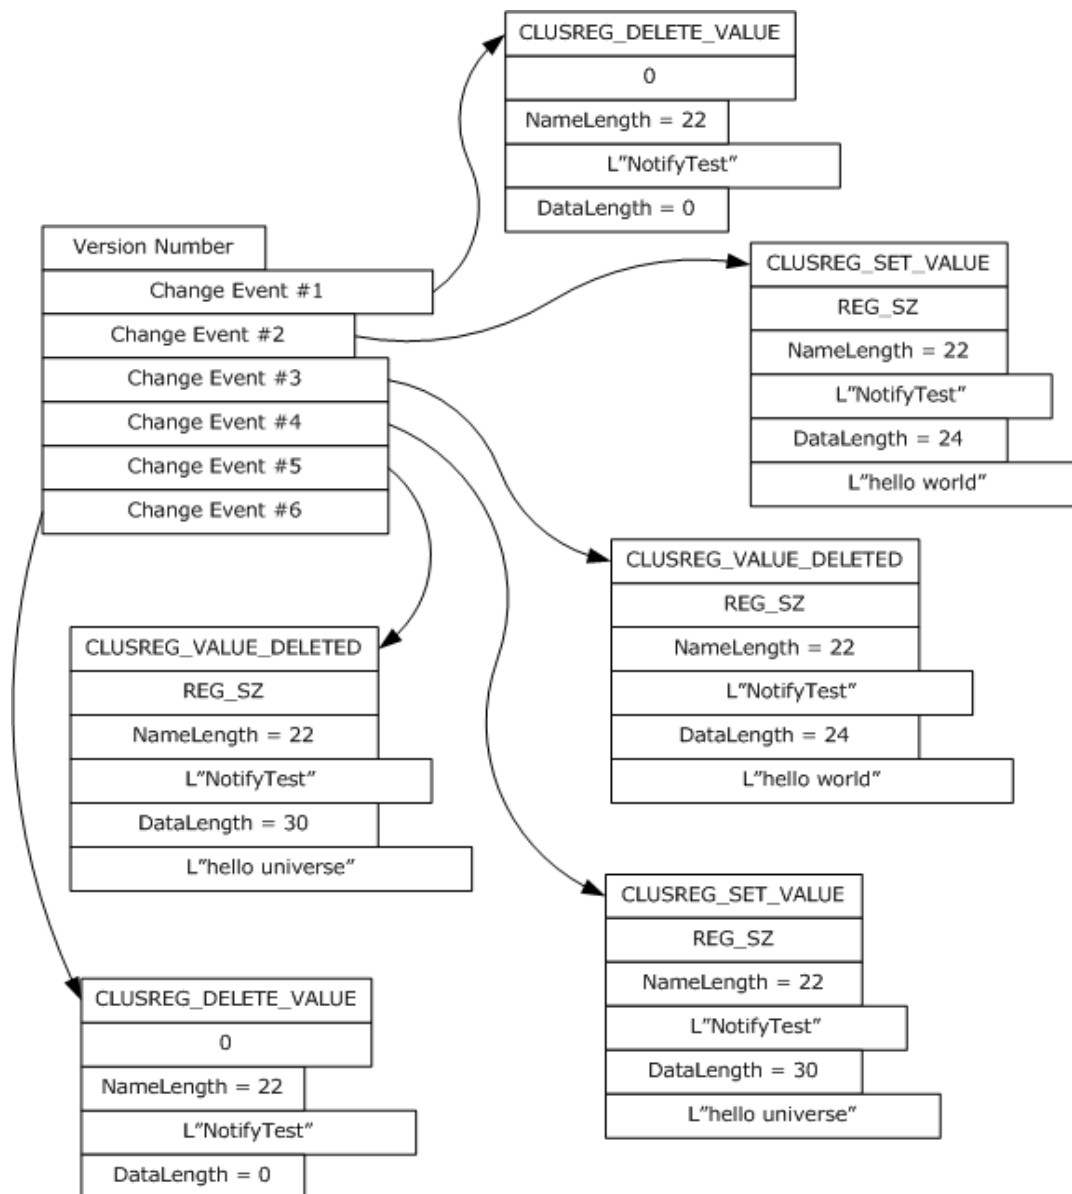 CLUSREG_DELETE_VALUE
0
NameLength = 22
L”NotifyTest”
DataLength = 0
Version Number
Change Event #1
Change Event #2
Change Event #3
Change Event #4
Change Event #5
Change Event #6
CLUSREG_SET_VALUE
REG_SZ
NameLength = 22
L”NotifyTest”
DataLength = 24
L”hello world”
CLUSREG_VALUE_DELETED
REG_SZ
NameLength = 22
L”NotifyTest”
DataLength = 24
L”hello world”
CLUSREG_VALUE_DELETED
REG_SZ
NameLength = 22
L”NotifyTest”
DataLength = 30
L”hello universe”
CLUSREG_SET_VALUE
REG_SZ
NameLength = 22
L”NotifyTest”
DataLength = 30
L”hello universe”
CLUSREG_DELETE_VALUE
0
NameLength = 22
L”NotifyTest”
DataLength = 0